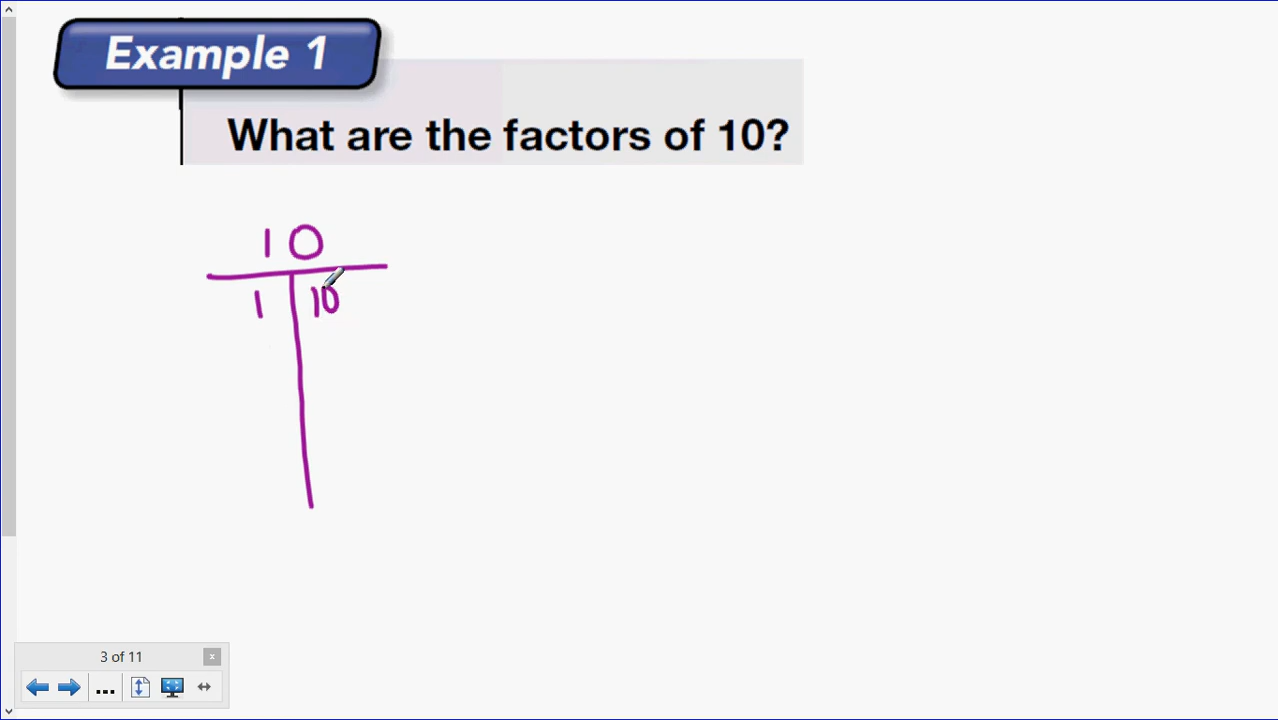 Example 1
What are the factors of 10?
10
1 10
3 of 11
...